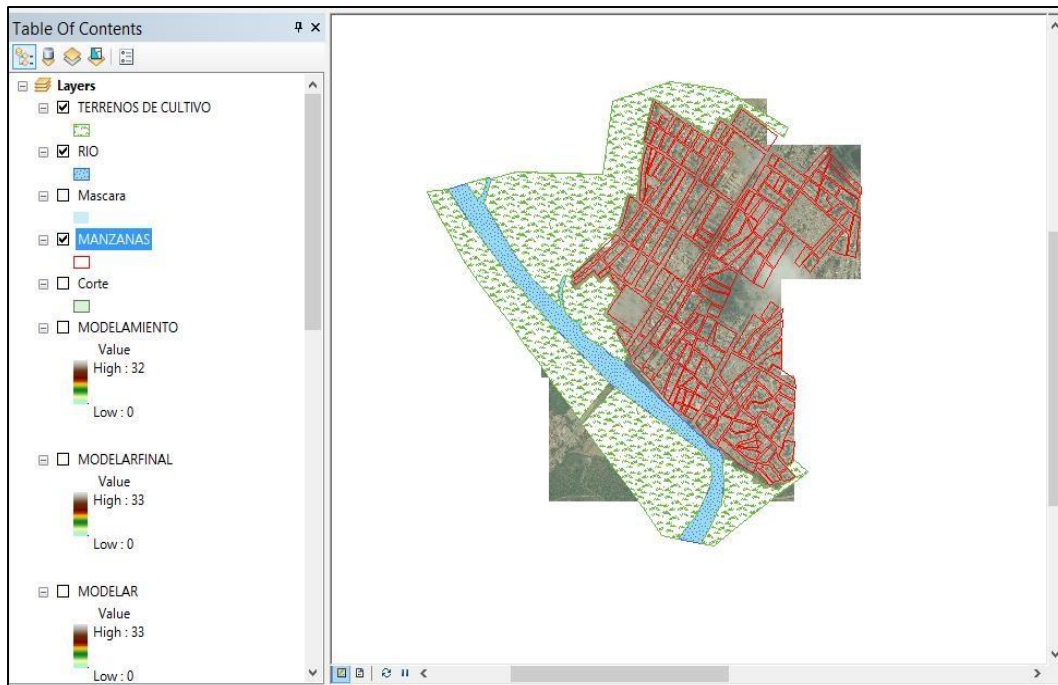 Table Of Contents
Layers
TERRENOS DE CULTIVO
RIO
Mascara
MANZANAS
Corte
MODELAMIENTO
Value
High : 32
Low : 0
MODELARFINAL
Value
High : 33
Low : 0
MODELAR
Value
High : 33
Low : 0